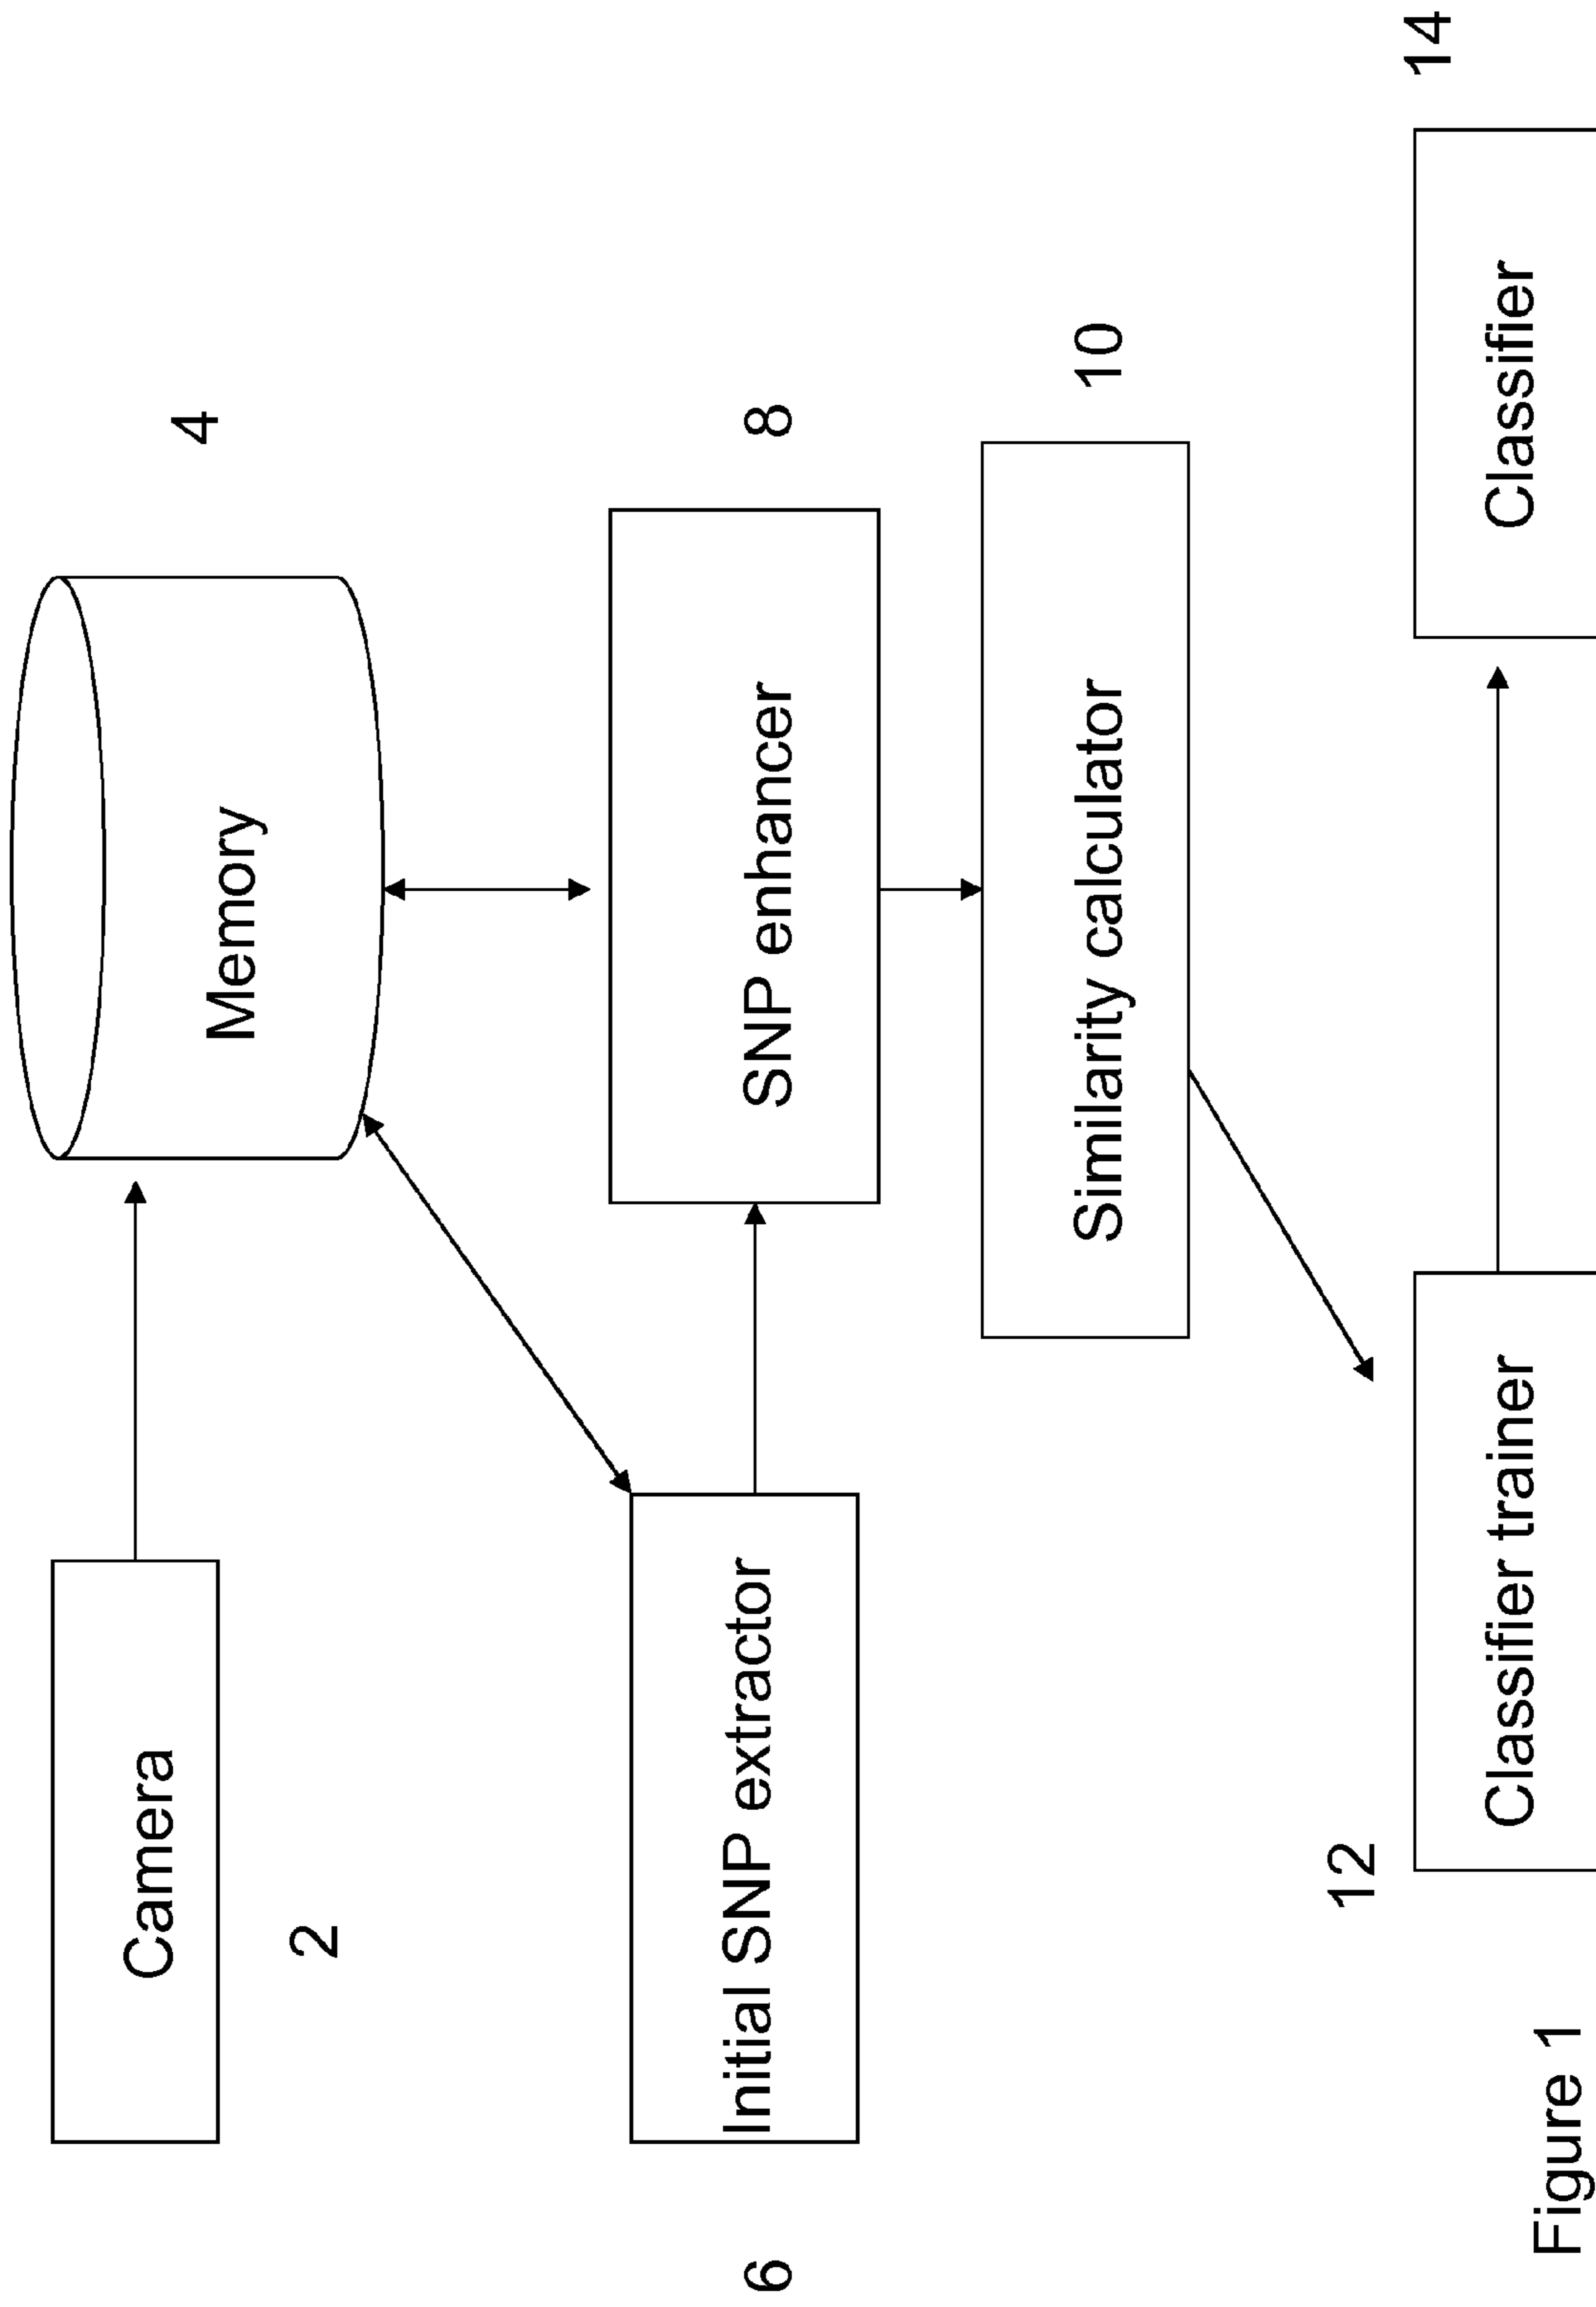 4
Memory
Camera
2
8
SNP enhancer
Initial SNP extractor
6
10
Similarity calculator
14
Classifier
12
Classifier trainer
Figure 1